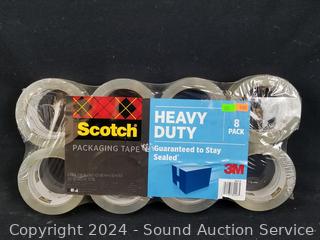 Scotch
PACKAGING TAPE
HEAVY
DUTY
8
PACK
Guaranteed to Stay
Sealed
3M
Copyright 2024 - Sound Auction Service